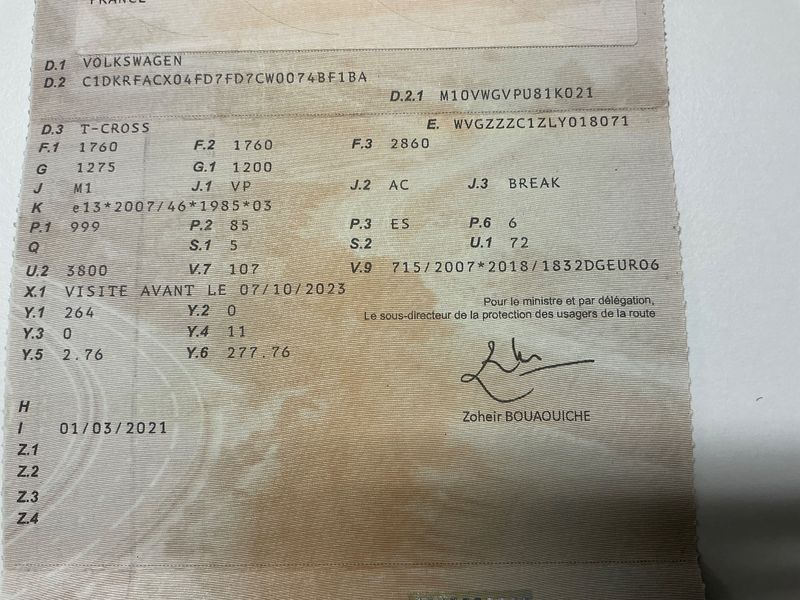 FRANCE
D.1 VOLKSWAGEN
D.2 C1DKRFACX04FD7FD7CW0074BF1BA
D.2.1 M10VWGVPU81K021
D.3 T-CROSS E. WVGZZZC1ZLY018071
F.1 1760 F.2 1760 F.3 2860
G 1275 G.1 1200
J M1 J.1 VP J.2 AC J.3 BREAK
K e13*2007/46*1985*03
P.1 999 P.2 85 P.3 ES P.6 6
Q S.1 5 S.2 U.1 72
U.2 3800 V.7 107 V.9 715/2007*2018/1832DGEURO6
X.1 VISITE AVANT LE 07/10/2023
Y.1 264 Y.2 0
Y.3 0 Y.4 11
Y.5 2.76 Y.6 277.76
Pour le ministre et par délégation,
Le sous-directeur de la protection des usagers de la route
Zoheir BOUAOUICHE
H
I 01/03/2021
Z.1
Z.2
Z.3
Z.4